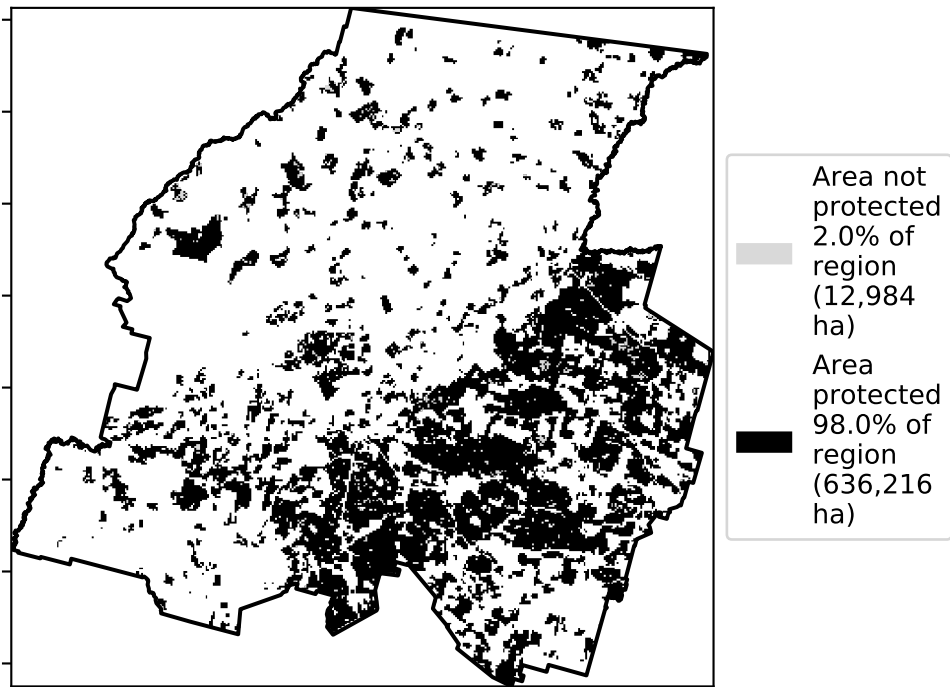 Area not
protected
2.0% of
region
(12,984
ha)
Area
protected
98.0% of
region
(636,216
ha)